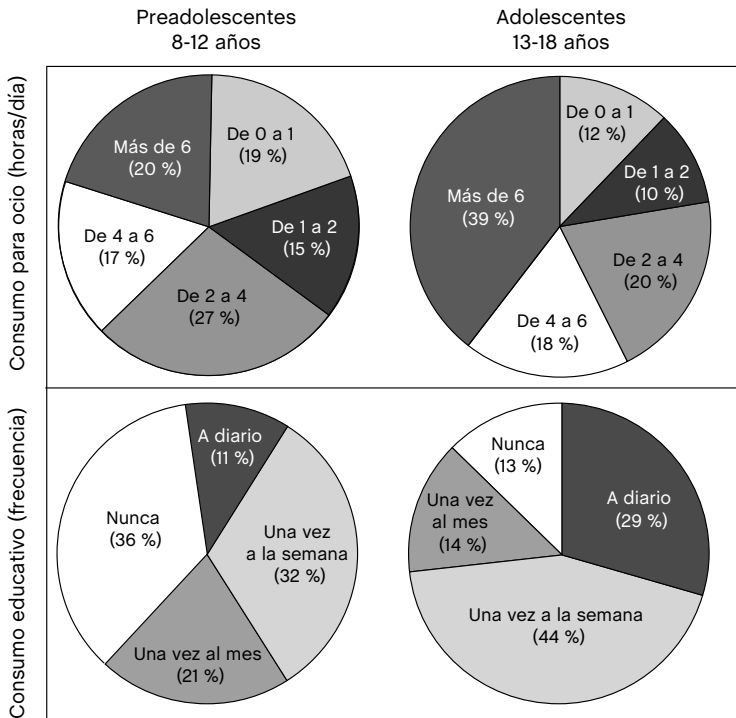 Preadolescentes
8-12 años
Adolescentes
13-18 años
Consumo para ocio (horas/día)
De 0 a 1
(19 %)
De 1 a 2
(15 %)
De 2 a 4
(27 %)
De 4 a 6
(17 %)
Más de 6
(20 %)
De 0 a 1
(12 %)
De 1 a 2
(10 %)
De 2 a 4
(20 %)
De 4 a 6
(18 %)
Más de 6
(39 %)
Consumo educativo (frecuencia)
A diario
(11 %)
Una vez
a la semana
(32 %)
Una vez al mes
(21 %)
Nunca
(36 %)
A diario
(29 %)
Una vez a la semana
(44 %)
Una vez
al mes
(14 %)
Nunca
(13 %)